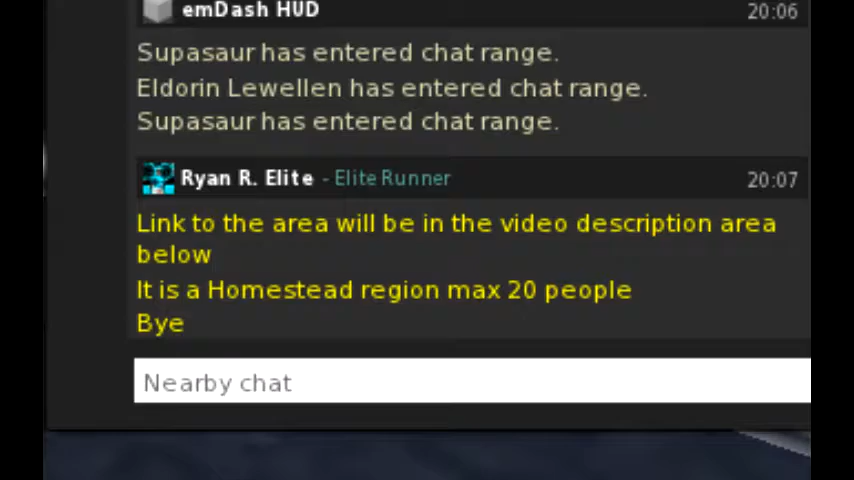 emDash HUD 20:06
Supasaur has entered chat range.
Eldorin Lewellen has entered chat range.
Supasaur has entered chat range.
Ryan R. Elite - Elite Runner 20:07
Link to the area will be in the video description area
below
It is a Homestead region max 20 people
Bye
Nearby chat